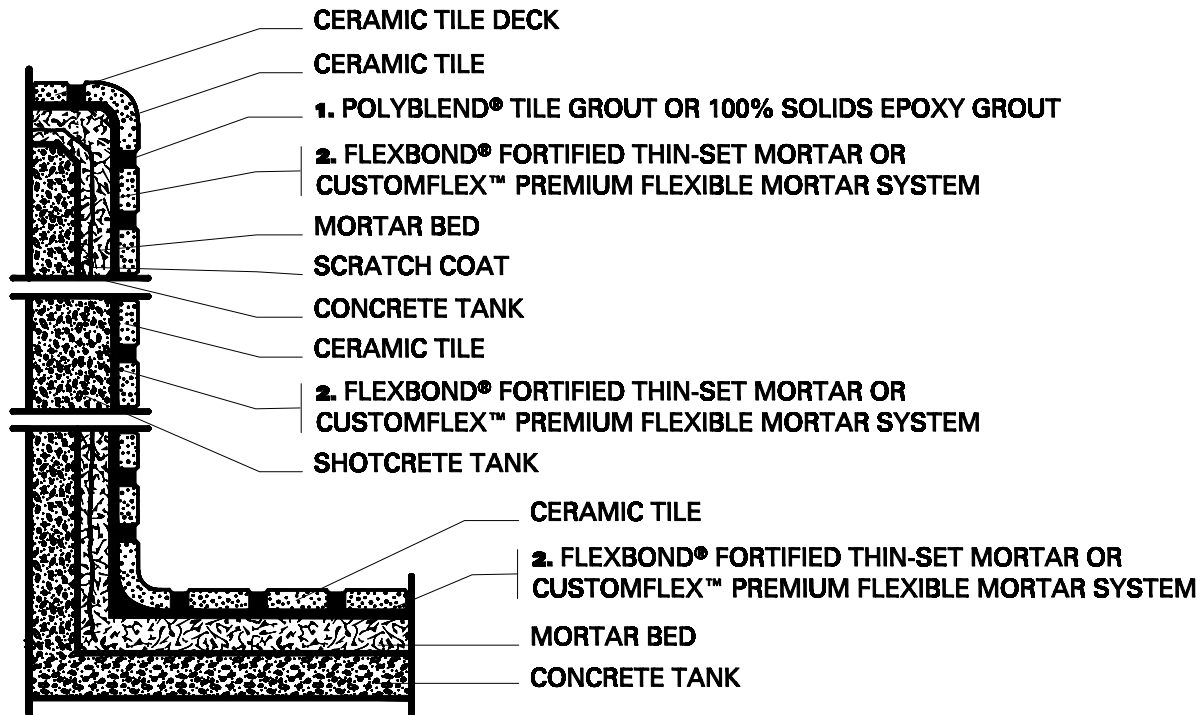 CERAMIC TILE DECK
CERAMIC TILE
1. POLYBLEND® TILE GROUT OR 100% SOLIDS EPOXY GROUT
2. FLEXBOND® FORTIFIED THIN-SET MORTAR OR
CUSTOMFLEX™ PREMIUM FLEXIBLE MORTAR SYSTEM
MORTAR BED
SCRATCH COAT
CONCRETE TANK
CERAMIC TILE
2. FLEXBOND® FORTIFIED THIN-SET MORTAR OR
CUSTOMFLEX™ PREMIUM FLEXIBLE MORTAR SYSTEM
SHOTCRETE TANK
CERAMIC TILE
2. FLEXBOND® FORTIFIED THIN-SET MORTAR OR
CUSTOMFLEX™ PREMIUM FLEXIBLE MORTAR SYSTEM
MORTAR BED
CONCRETE TANK